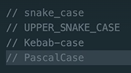 // snake_case
// UPPER_SNAKE_CASE
// Kebab-case
// PascalCase